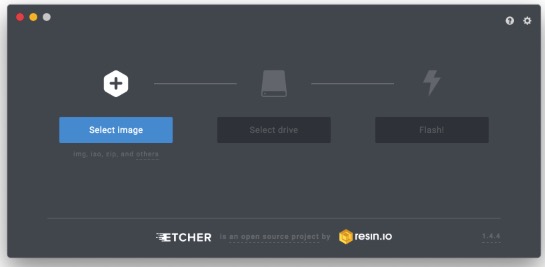 Select image
Select drive
Flash!
img, iso, zip, and others
ETCHER is an open source project by resin.io
1.4.4